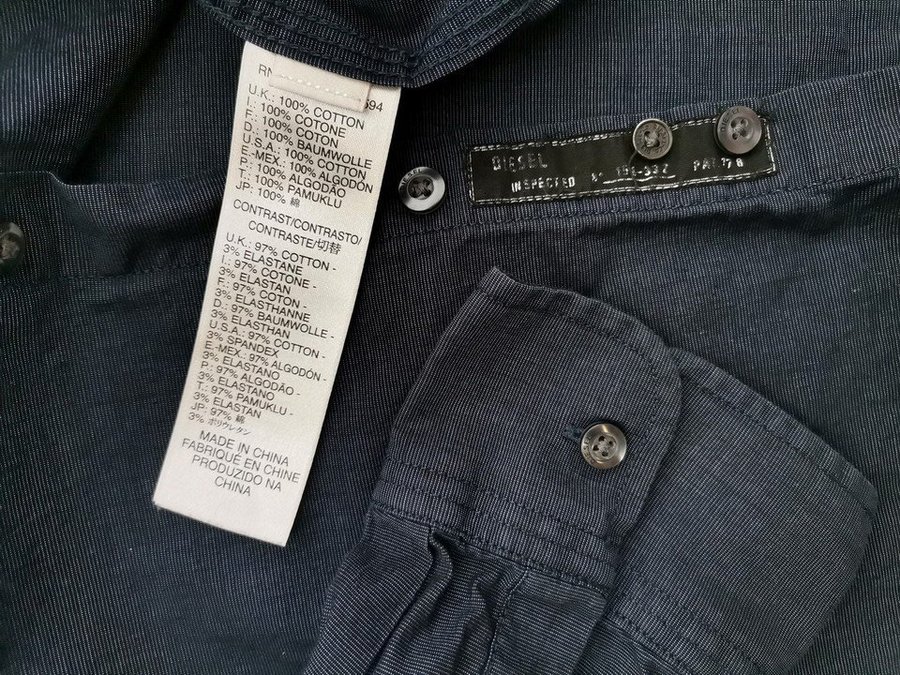 RN
594
U.K.: 100% COTTON
I.: 100% COTONE
F.: 100% COTON
D.: 100% BAUMWOLLE
U.S.A.: 100% COTTON
E.-MEX.: 100% ALGODÓN
P.: 100% ALGODÃO
T.: 100% PAMUKLU
JP.: 100% 綿
CONTRAST/CONTRASTO/
CONTRASTE/切替
U.K.: 97% COTTON -
3% ELASTANE
I.: 97% COTONE -
3% ELASTAN
F.: 97% COTON -
3% ELASTHANNE
D.: 97% BAUMWOLLE -
3% ELASTHAN
U.S.A.: 97% COTTON -
3% SPANDEX
E.-MEX.: 97% ALGODÓN -
3% ELASTANO
P.: 97% ALGODÃO -
3% ELASTANO
T.: 97% PAMUKLU -
3% ELASTAN
JP.: 97% 綿
3% ポリウレタン
MADE IN CHINA
FABRIQUÉ EN CHINE
PRODUZIDO NA
CHINA
DIESEL
INSPECTED